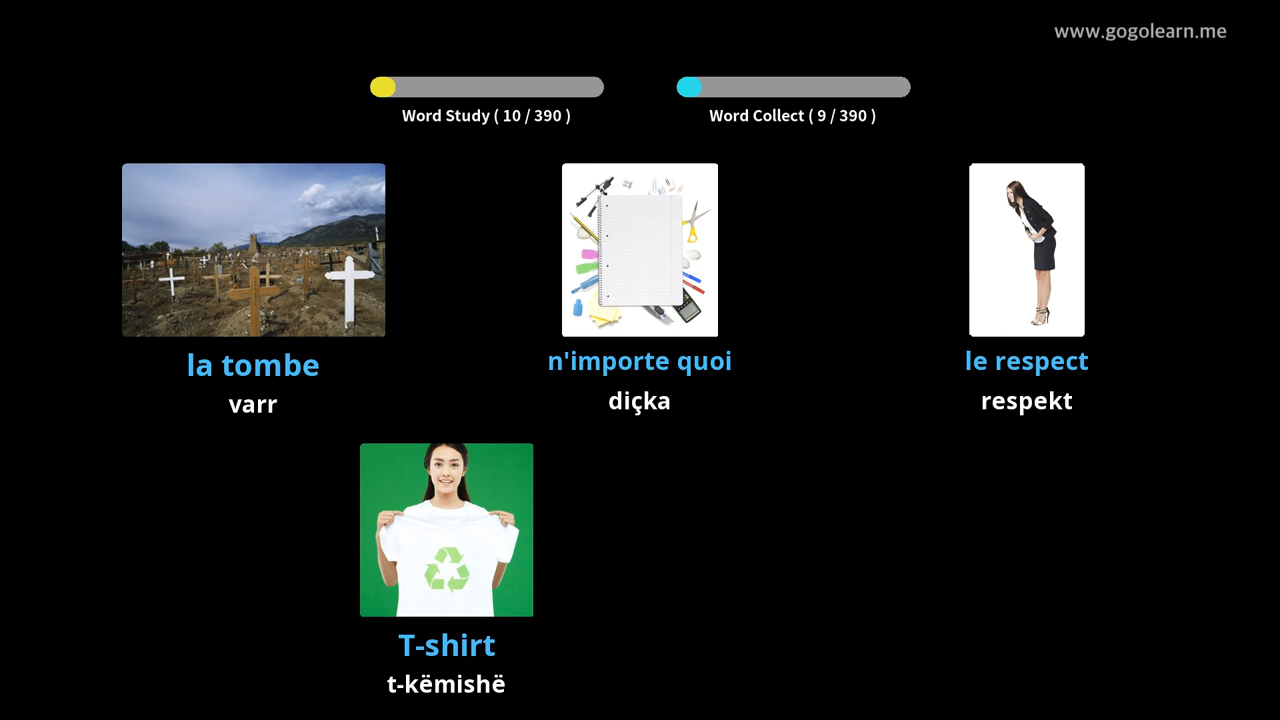 www.gogolearn.me
Word Study ( 10 / 390 )
Word Collect ( 9 / 390 )
la tombe
varr
n'importe quoi
diçka
le respect
respekt
T-shirt
t-këmishë